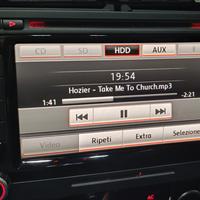 CD SD HDD AUX
19:54
Hozier - Take Me To Church.mp3
1:41 -2:21
Video Ripeti Extra Selezione